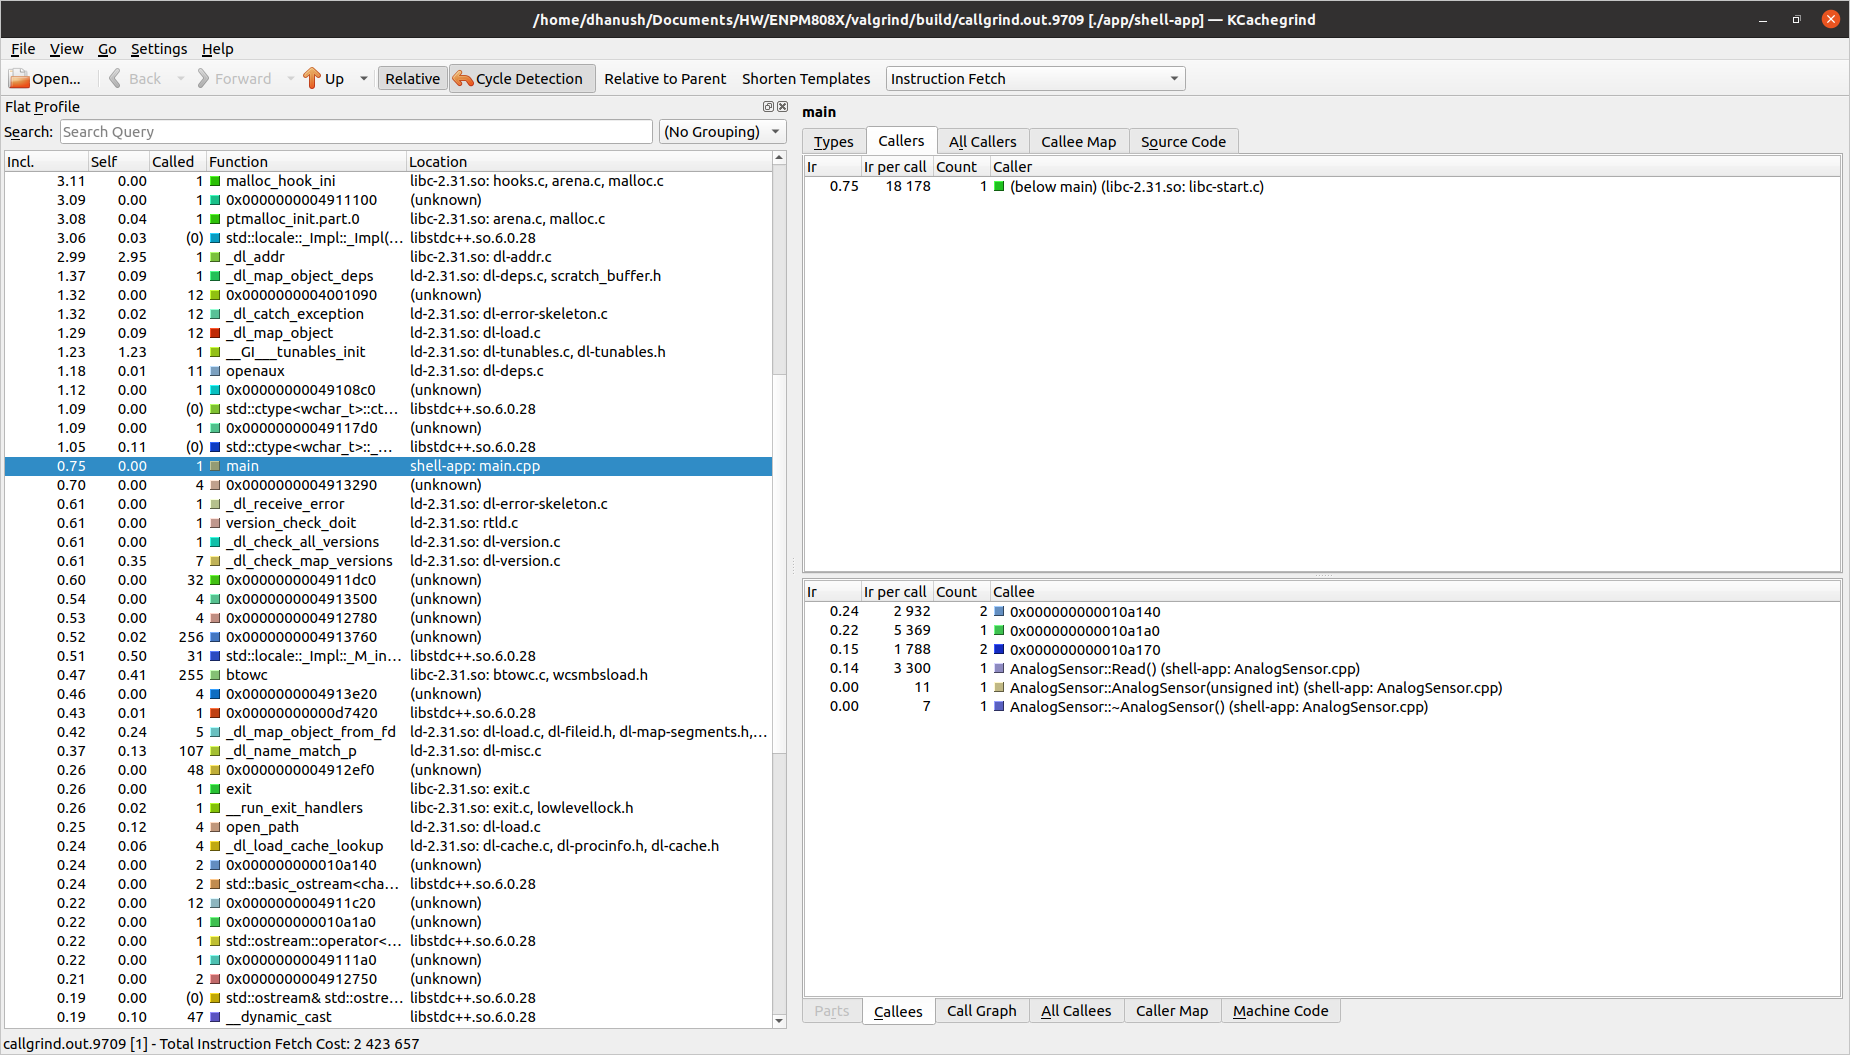 /home/dhanush/Documents/HW/ENPM808X/valgrind/build/callgrind.out.9709 [./app/shell-app] — KCachegrind
File View Go Settings Help
Open... Back Forward Up Relative Cycle Detection Relative to Parent Shorten Templates Instruction Fetch
Flat Profile
Search: Search Query (No Grouping)
Incl. Self Called Function Location
3.11 0.00 1 malloc_hook_ini libc-2.31.so: hooks.c, arena.c, malloc.c
3.09 0.00 1 0x0000000004911100 (unknown)
3.08 0.04 1 ptmalloc_init.part.0 libc-2.31.so: arena.c, malloc.c
3.06 0.03 (0) std::locale::_Impl::_Impl(... libstdc++.so.6.0.28
2.99 2.95 1 _dl_addr libc-2.31.so: dl-addr.c
1.37 0.09 1 _dl_map_object_deps ld-2.31.so: dl-deps.c, scratch_buffer.h
1.32 0.00 12 0x0000000004001090 (unknown)
1.32 0.02 12 _dl_catch_exception ld-2.31.so: dl-error-skeleton.c
1.29 0.09 12 _dl_map_object ld-2.31.so: dl-load.c
1.23 1.23 1 __GI___tunables_init ld-2.31.so: dl-tunables.c, dl-tunables.h
1.18 0.01 11 openaux ld-2.31.so: dl-deps.c
1.12 0.00 1 0x00000000049108c0 (unknown)
1.09 0.00 (0) std::ctype<wchar_t>::ct... libstdc++.so.6.0.28
1.09 0.00 1 0x00000000049117d0 (unknown)
1.05 0.11 (0) std::ctype<wchar_t>::_... libstdc++.so.6.0.28
0.75 0.00 1 main shell-app: main.cpp
0.70 0.00 4 0x0000000004913290 (unknown)
0.61 0.00 1 _dl_receive_error ld-2.31.so: dl-error-skeleton.c
0.61 0.00 1 version_check_doit ld-2.31.so: rtld.c
0.61 0.00 1 _dl_check_all_versions ld-2.31.so: dl-version.c
0.61 0.35 7 _dl_check_map_versions ld-2.31.so: dl-version.c
0.60 0.00 32 0x0000000004911dc0 (unknown)
0.54 0.00 4 0x0000000004913500 (unknown)
0.53 0.00 4 0x0000000004912780 (unknown)
0.52 0.02 256 0x0000000004913760 (unknown)
0.51 0.50 31 std::locale::_Impl::_M_in... libstdc++.so.6.0.28
0.47 0.41 255 btowc libc-2.31.so: btowc.c, wcsmbsload.h
0.46 0.00 4 0x0000000004913e20 (unknown)
0.43 0.01 1 0x00000000000d7420 libstdc++.so.6.0.28
0.42 0.24 5 _dl_map_object_from_fd ld-2.31.so: dl-load.c, dl-fileid.h, dl-map-segments.h,...
0.37 0.13 107 _dl_name_match_p ld-2.31.so: dl-misc.c
0.26 0.00 48 0x0000000004912ef0 (unknown)
0.26 0.00 1 exit libc-2.31.so: exit.c
0.26 0.02 1 __run_exit_handlers libc-2.31.so: exit.c, lowlevellock.h
0.25 0.12 4 open_path ld-2.31.so: dl-load.c
0.24 0.06 4 _dl_load_cache_lookup ld-2.31.so: dl-cache.c, dl-procinfo.h, dl-cache.h
0.24 0.00 2 0x000000000010a140 (unknown)
0.24 0.00 2 std::basic_ostream<cha... libstdc++.so.6.0.28
0.22 0.00 12 0x0000000004911c20 (unknown)
0.22 0.00 1 0x000000000010a1a0 (unknown)
0.22 0.00 1 std::ostream::operator<... libstdc++.so.6.0.28
0.22 0.00 1 0x00000000049111a0 (unknown)
0.21 0.00 2 0x0000000004912750 (unknown)
0.19 0.00 (0) std::ostream& std::ostre... libstdc++.so.6.0.28
0.19 0.10 47 __dynamic_cast libstdc++.so.6.0.28
main
Types Callers All Callers Callee Map Source Code
Ir Ir per call Count Caller
0.75 18 178 1 (below main) (libc-2.31.so: libc-start.c)
Ir Ir per call Count Callee
0.24 2 932 2 0x000000000010a140
0.22 5 369 1 0x000000000010a1a0
0.15 1 788 2 0x000000000010a170
0.14 3 300 1 AnalogSensor::Read() (shell-app: AnalogSensor.cpp)
0.00 11 1 AnalogSensor::AnalogSensor(unsigned int) (shell-app: AnalogSensor.cpp)
0.00 7 1 AnalogSensor::~AnalogSensor() (shell-app: AnalogSensor.cpp)
Parts Callees Call Graph All Callees Caller Map Machine Code
callgrind.out.9709 [1] - Total Instruction Fetch Cost: 2 423 657